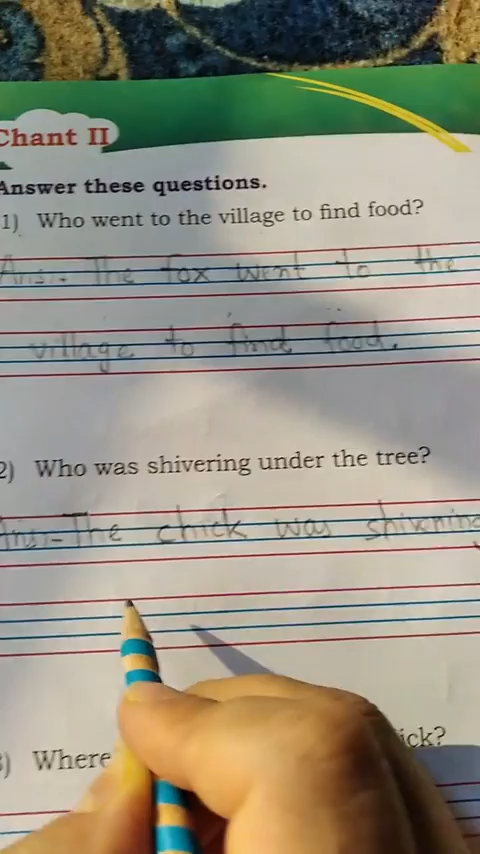 Chant II
Answer these questions.
1) Who went to the village to find food?
Ans:- The fox went to the
village to find food.
2) Who was shivering under the tree?
Ans:- The chick was shivering
3) Where ick?